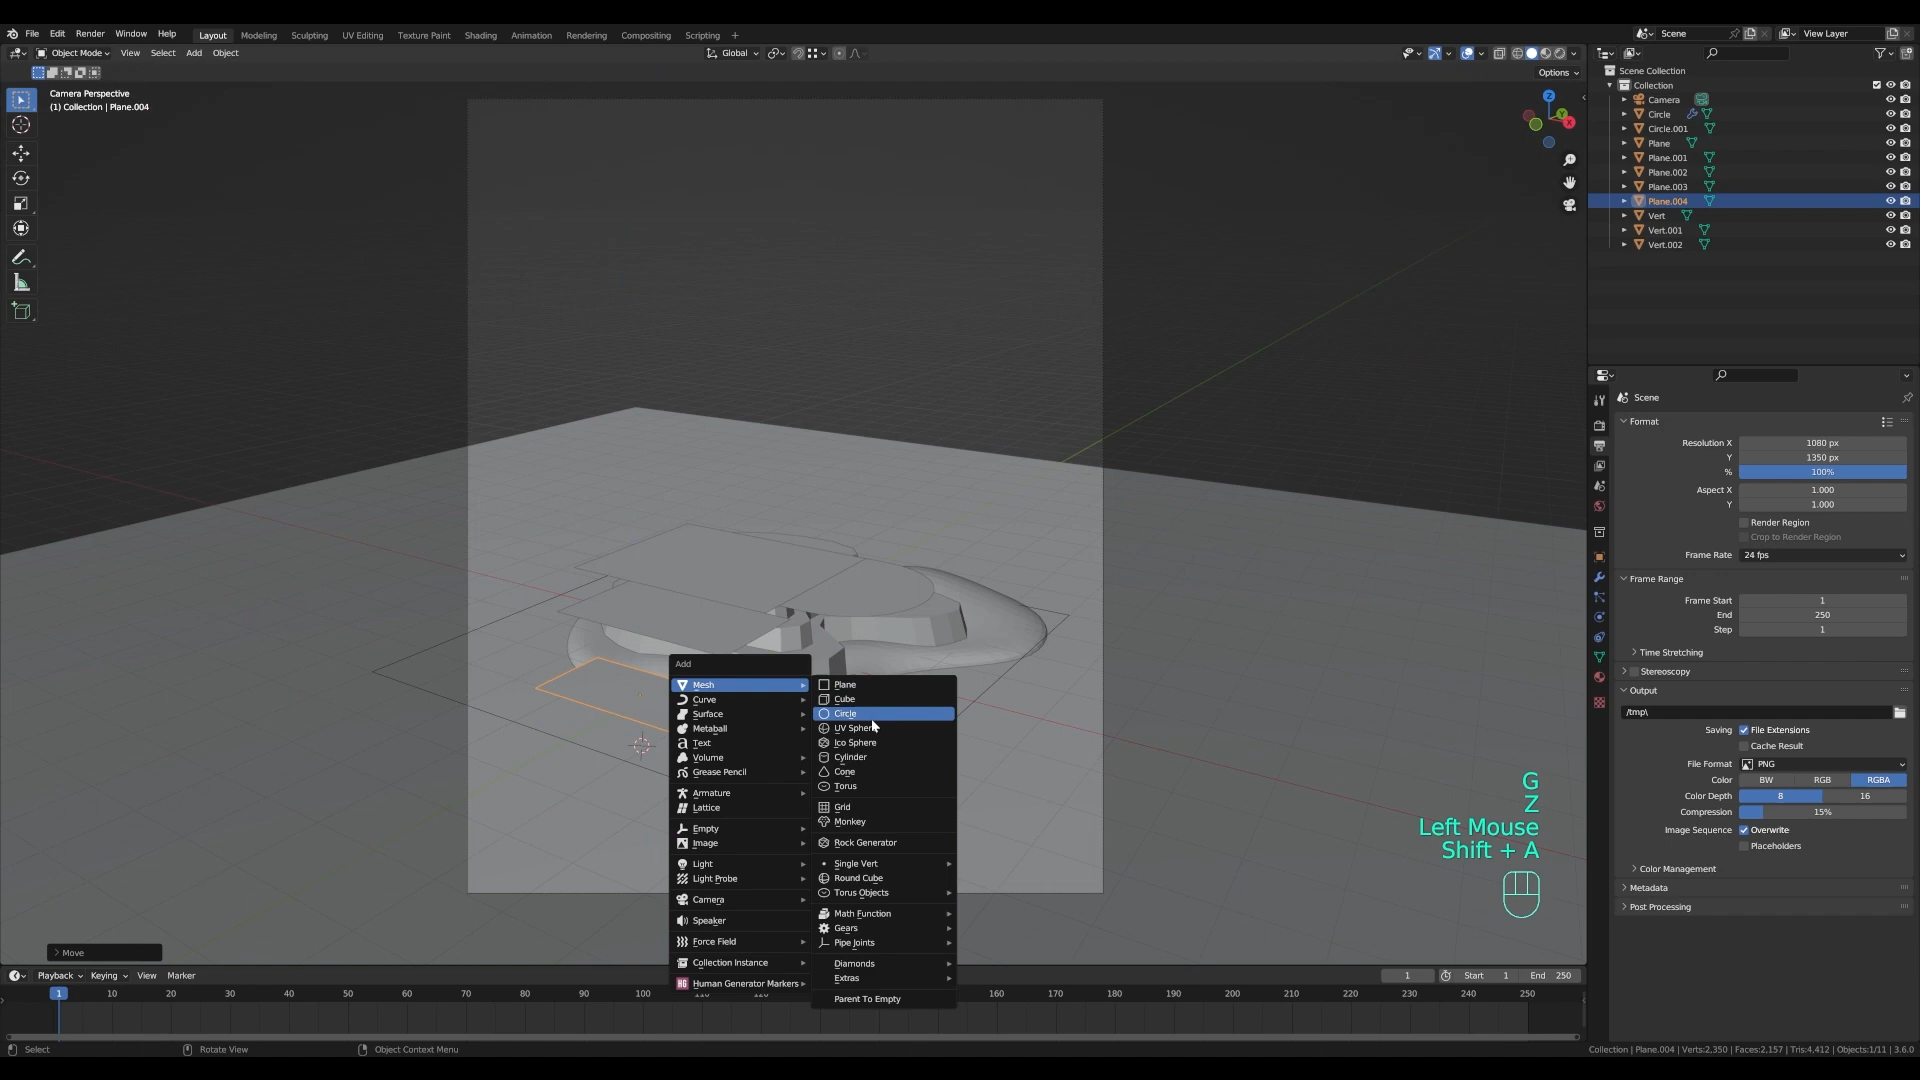 File Edit Render Window Help Layout Modeling Sculpting UV Editing Texture Paint Shading Animation Rendering Compositing Scripting + Scene View Layer
Object Mode View Select Add Object Global
Options
Camera Perspective
(1) Collection | Plane.004
Z
Y
X
Scene Collection
Collection
Camera
Circle
Circle.001
Plane
Plane.001
Plane.002
Plane.003
Plane.004
Vert
Vert.001
Vert.002
Scene
Format
Resolution X 1080 px
Y 1350 px
% 100%
Aspect X 1.000
Y 1.000
Render Region
Crop to Render Region
Frame Rate 24 fps
Frame Range
Frame Start 1
End 250
Step 1
Time Stretching
Stereoscopy
Output
/tmp\
Saving File Extensions
Cache Result
File Format PNG
Color BW RGB RGBA
Color Depth 8 16
Compression 15%
Image Sequence Overwrite
Placeholders
Color Management
Metadata
Post Processing
Add
Mesh
Curve
Surface
Metaball
Text
Volume
Grease Pencil
Armature
Lattice
Empty
Image
Light
Light Probe
Camera
Speaker
Force Field
Collection Instance
Human Generator Markers
Plane
Cube
Circle
UV Sphere
Ico Sphere
Cylinder
Cone
Torus
Grid
Monkey
Rock Generator
Single Vert
Round Cube
Torus Objects
Math Function
Gears
Pipe Joints
Diamonds
Extras
Parent To Empty
G
Z
Left Mouse
Shift + A
Move
Playback Keying View Marker 1 Start 1 End 250
1 10 20 30 40 50 60 70 80 90 100 160 170 180 190 200 210 220 230 240 250
Select Rotate View Object Context Menu Collection | Plane.004 | Verts:2,350 | Faces:2,157 | Tris:4,412 | Objects:1/11 | 3.6.0